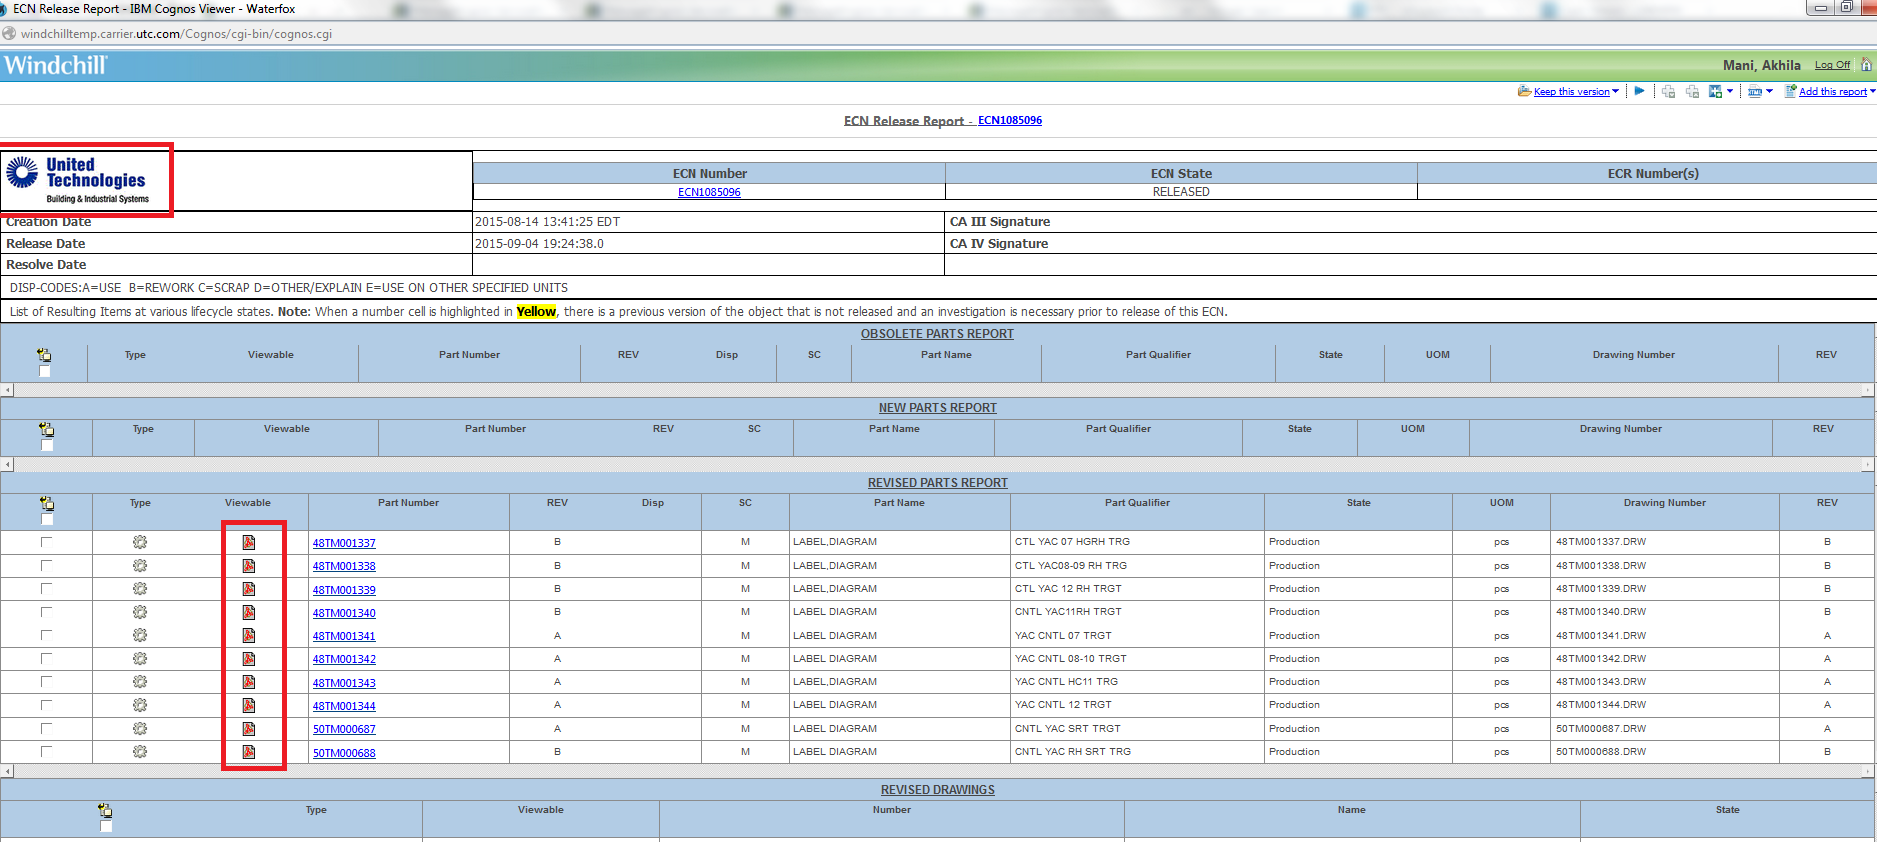 ECN Release Report - IBM Cognos Viewer - Waterfox
windchilltemp.carrier.utc.com/Cognos/cgi-bin/cognos.cgi
Windchill
Mani, Akhila Log Off
Keep this version Add this report
ECN Release Report - ECN1085096
United Technologies
Building & Industrial Systems
ECN Number ECN State ECR Number(s)
ECN1085096 RELEASED
Creation Date 2015-08-14 13:41:25 EDT CA III Signature
Release Date 2015-09-04 19:24:38.0 CA IV Signature
Resolve Date
DISP-CODES:A=USE B=REWORK C=SCRAP D=OTHER/EXPLAIN E=USE ON OTHER SPECIFIED UNITS
List of Resulting Items at various lifecycle states. Note: When a number cell is highlighted in Yellow, there is a previous version of the object that is not released and an investigation is necessary prior to release of this ECN.
OBSOLETE PARTS REPORT
Type Viewable Part Number REV Disp SC Part Name Part Qualifier State UOM Drawing Number REV
NEW PARTS REPORT
Type Viewable Part Number REV SC Part Name Part Qualifier State UOM Drawing Number REV
REVISED PARTS REPORT
Type Viewable Part Number REV Disp SC Part Name Part Qualifier State UOM Drawing Number REV
48TM001337 B M LABEL,DIAGRAM CTL YAC 07 HGRH TRG Production pcs 48TM001337.DRW B
48TM001338 B M LABEL,DIAGRAM CTL YAC08-09 RH TRG Production pcs 48TM001338.DRW B
48TM001339 B M LABEL,DIAGRAM CTL YAC 12 RH TRGT Production pcs 48TM001339.DRW B
48TM001340 B M LABEL DIAGRAM CNTL YAC11RH TRGT Production pcs 48TM001340.DRW B
48TM001341 A M LABEL DIAGRAM YAC CNTL 07 TRGT Production pcs 48TM001341.DRW A
48TM001342 A M LABEL DIAGRAM YAC CNTL 08-10 TRGT Production pcs 48TM001342.DRW A
48TM001343 A M LABEL,DIAGRAM YAC CNTL HC11 TRG Production pcs 48TM001343.DRW A
48TM001344 A M LABEL DIAGRAM YAC CNTL 12 TRGT Production pcs 48TM001344.DRW A
50TM000687 A M LABEL DIAGRAM CNTL YAC SRT TRGT Production pcs 50TM000687.DRW A
50TM000688 B M LABEL DIAGRAM CNTL YAC RH SRT TRG Production pcs 50TM000688.DRW B
REVISED DRAWINGS
Type Viewable Number Name State